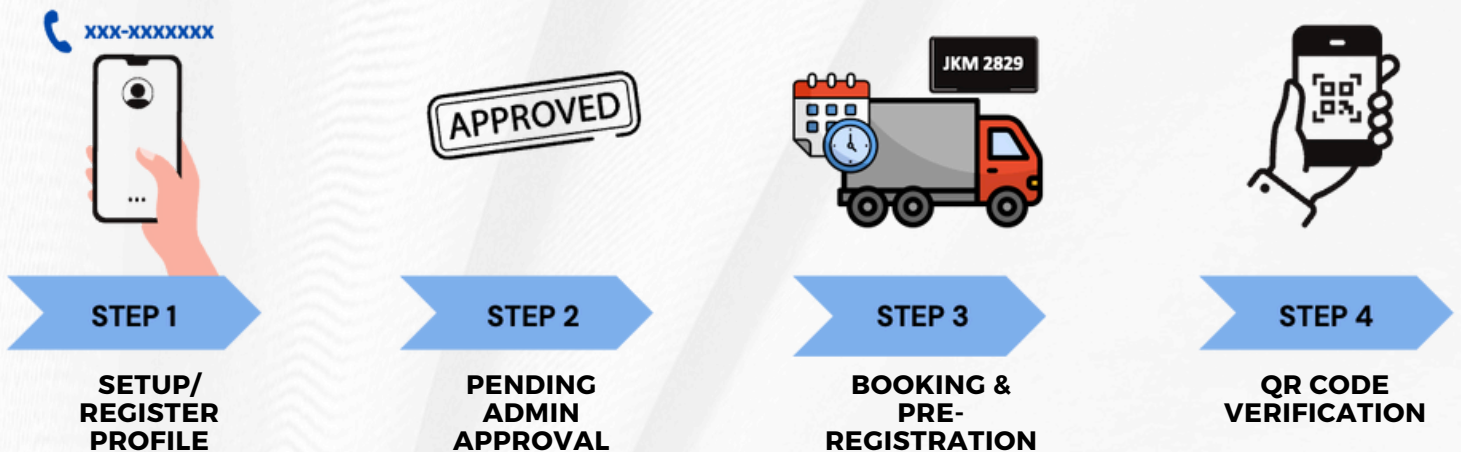 xxx-xxxxxxx
APPROVED
JKM 2829
STEP 1
STEP 2
STEP 3
STEP 4
SETUP/
REGISTER
PROFILE
PENDING
ADMIN
APPROVAL
BOOKING &
PRE-
REGISTRATION
QR CODE
VERIFICATION